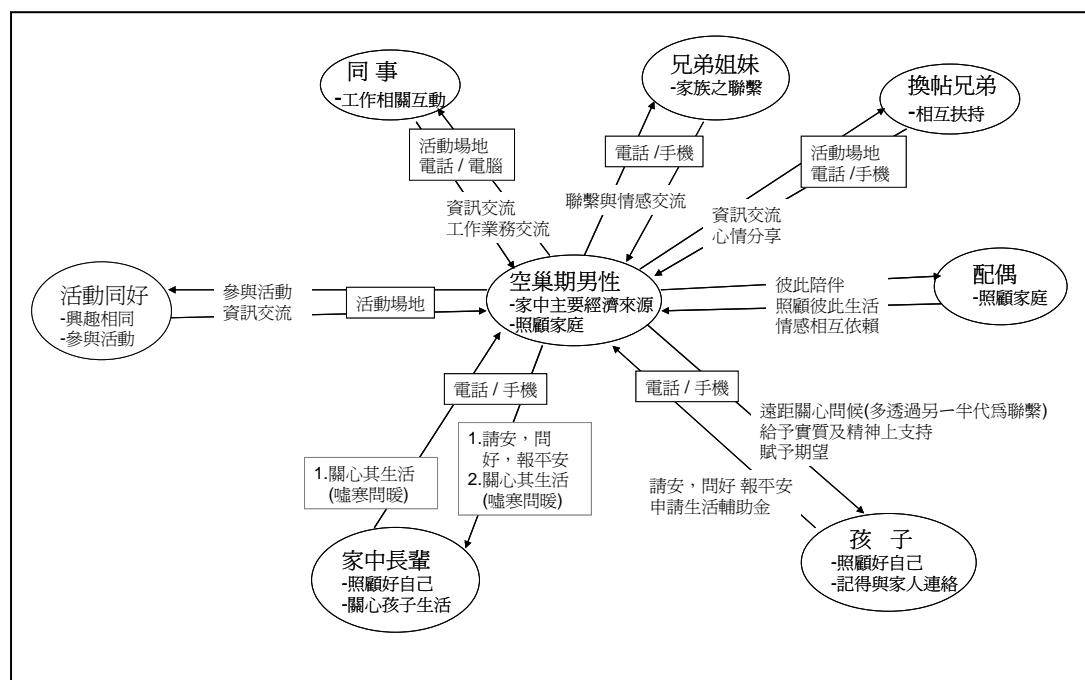 同 事
-工作相關互動
兄弟姐妹
-家族之聯繫
換帖兄弟
-相互扶持
活動場地
電話 / 電腦
電話 /手機
活動場地
電話 /手機
資訊交流
工作業務交流
聯繫與情感交流
資訊交流
心情分享
活動同好
-興趣相同
-參與活動
參與活動
資訊交流
活動場地
空巢期男性
-家中主要經濟來源
-照顧家庭
彼此陪伴
照顧彼此生活
情感相互依賴
配偶
-照顧家庭
電話 / 手機
電話 / 手機
1.關心其生活
(噓寒問暖)
1.請安，問
好，報平安
2.關心其生活
(噓寒問暖)
遠距關心問候(多透過另一半代為聯繫)
給予實質及精神上支持
賦予期望
請安，問好 報平安
申請生活輔助金
家中長輩
-照顧好自己
-關心孩子生活
孩 子
-照顧好自己
-記得與家人連絡